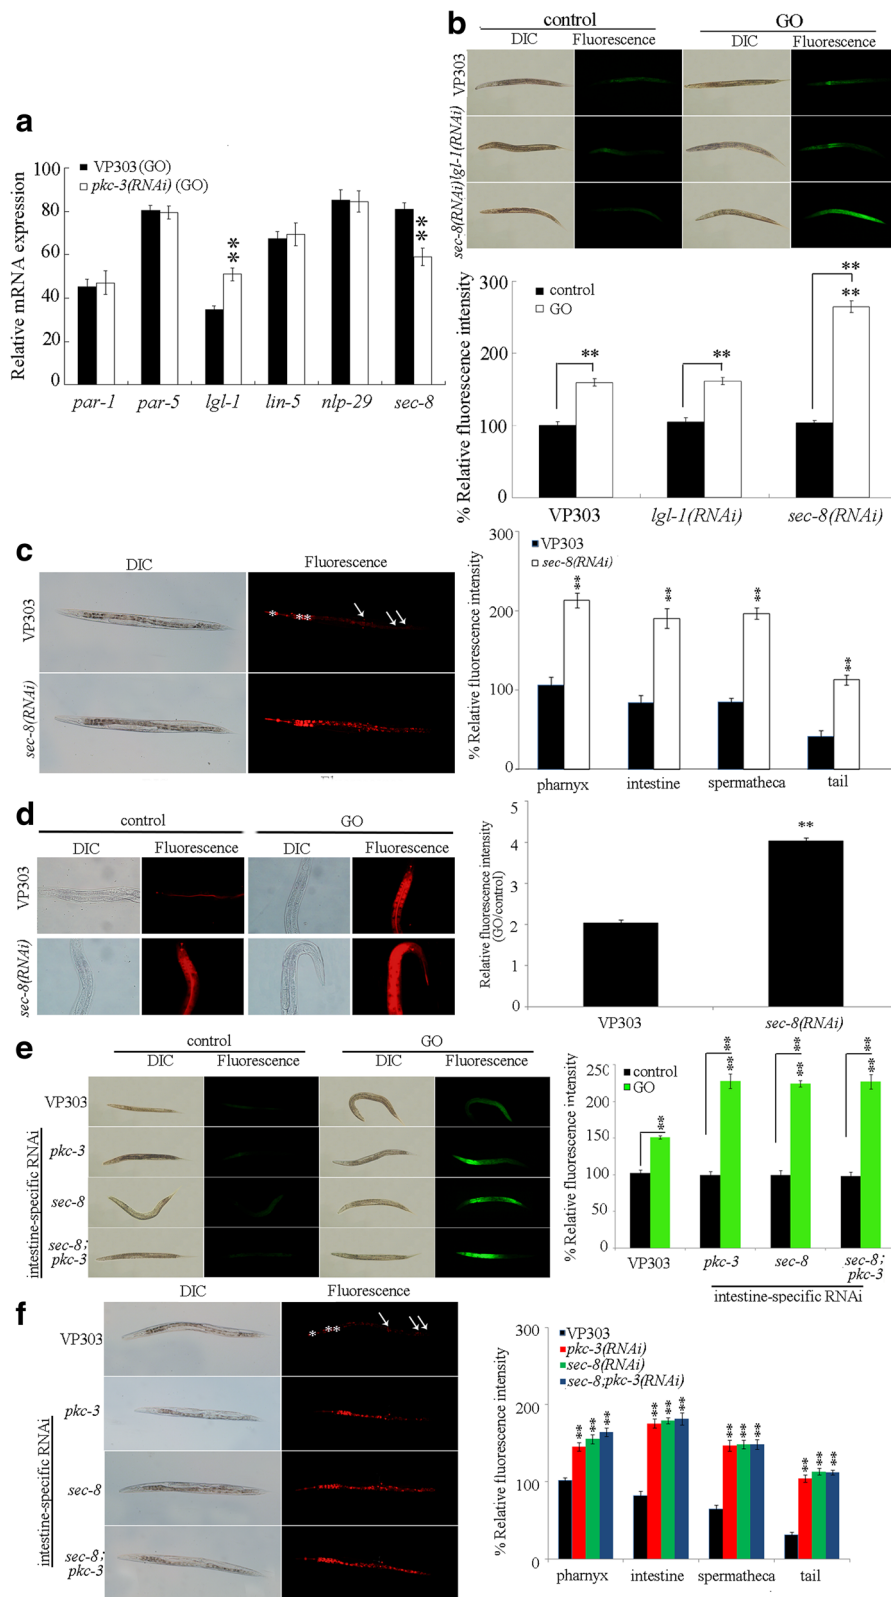 a
VP303 (GO)
pkc-3(RNAi) (GO)
Relative mRNA expression
100
80
60
40
20
0
**
**
par-1
par-5
lgl-1
lin-5
nlp-29
sec-8
b
control
GO
DIC
Fluorescence
DIC
Fluorescence
VP303
lgl-1(RNAi)
sec-8(RNAi)
% Relative fluorescence intensity
300
200
100
0
control
GO
**
**
**
**
VP303
lgl-1(RNAi)
sec-8(RNAi)
c
DIC
Fluorescence
VP303
sec-8(RNAi)
*
**
% Relative fluorescence intensity
300
200
100
0
VP303
sec-8(RNAi)
**
**
**
**
pharnyx
intestine
spermatheca
tail
d
control
GO
DIC
Fluorescence
DIC
Fluorescence
VP303
sec-8(RNAi)
Relative fluorescence intensity
(GO/control)
5
4
3
2
1
0
**
VP303
sec-8(RNAi)
e
control
GO
DIC
Fluorescence
DIC
Fluorescence
VP303
intestine-specific RNAi
pkc-3
sec-8
sec-8;
pkc-3
% Relative fluorescence intensity
250
200
150
100
50
0
control
GO
**
**
**
**
**
**
**
VP303
pkc-3
sec-8
sec-8;
pkc-3
intestine-specific RNAi
f
DIC
Fluorescence
VP303
intestine-specific RNAi
pkc-3
sec-8
sec-8;
pkc-3
*
**
% Relative fluorescence intensity
300
200
100
0
VP303
pkc-3(RNAi)
sec-8(RNAi)
sec-8;pkc-3(RNAi)
**
**
**
**
**
**
**
**
**
**
**
**
pharnyx
intestine
spermatheca
tail